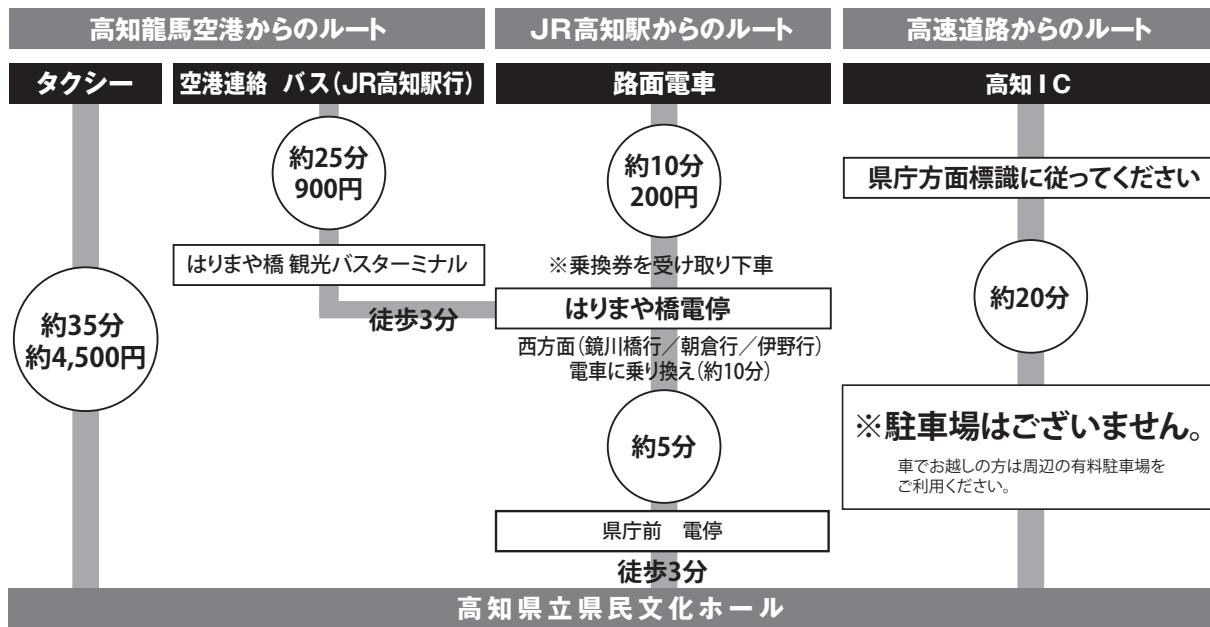 高知龍馬空港からのルート
タクシー
約35分
約4,500円
空港連絡 バス(JR高知駅行)
約25分
900円
はりまや橋 観光バスターミナル
徒歩3分
JR高知駅からのルート
路面電車
約10分
200円
※乗換券を受け取り下車
はりまや橋電停
西方面(鏡川橋行／朝倉行／伊野行)
電車に乗り換え(約10分)
約5分
県庁前 電停
徒歩3分
高速道路からのルート
高知IC
県庁方面標識に従ってください
約20分
※駐車場はございません。
車でお越しの方は周辺の有料駐車場を
ご利用ください。
高知県立県民文化ホール